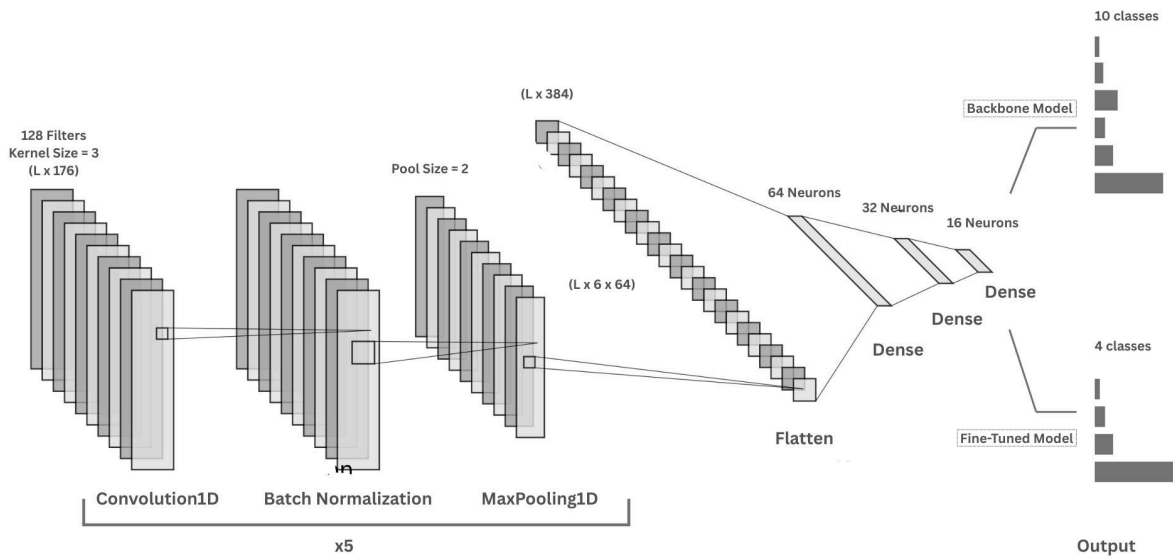 10 classes
(L x 384)
Backbone Model
128 Filters
Kernel Size = 3
(L x 176)
Pool Size = 2
64 Neurons
32 Neurons
16 Neurons
(L x 6 x 64)
Dense
Dense
Dense
4 classes
Flatten
Fine-Tuned Model
Convolution1D
Batch Normalization
MaxPooling1D
x5
Output